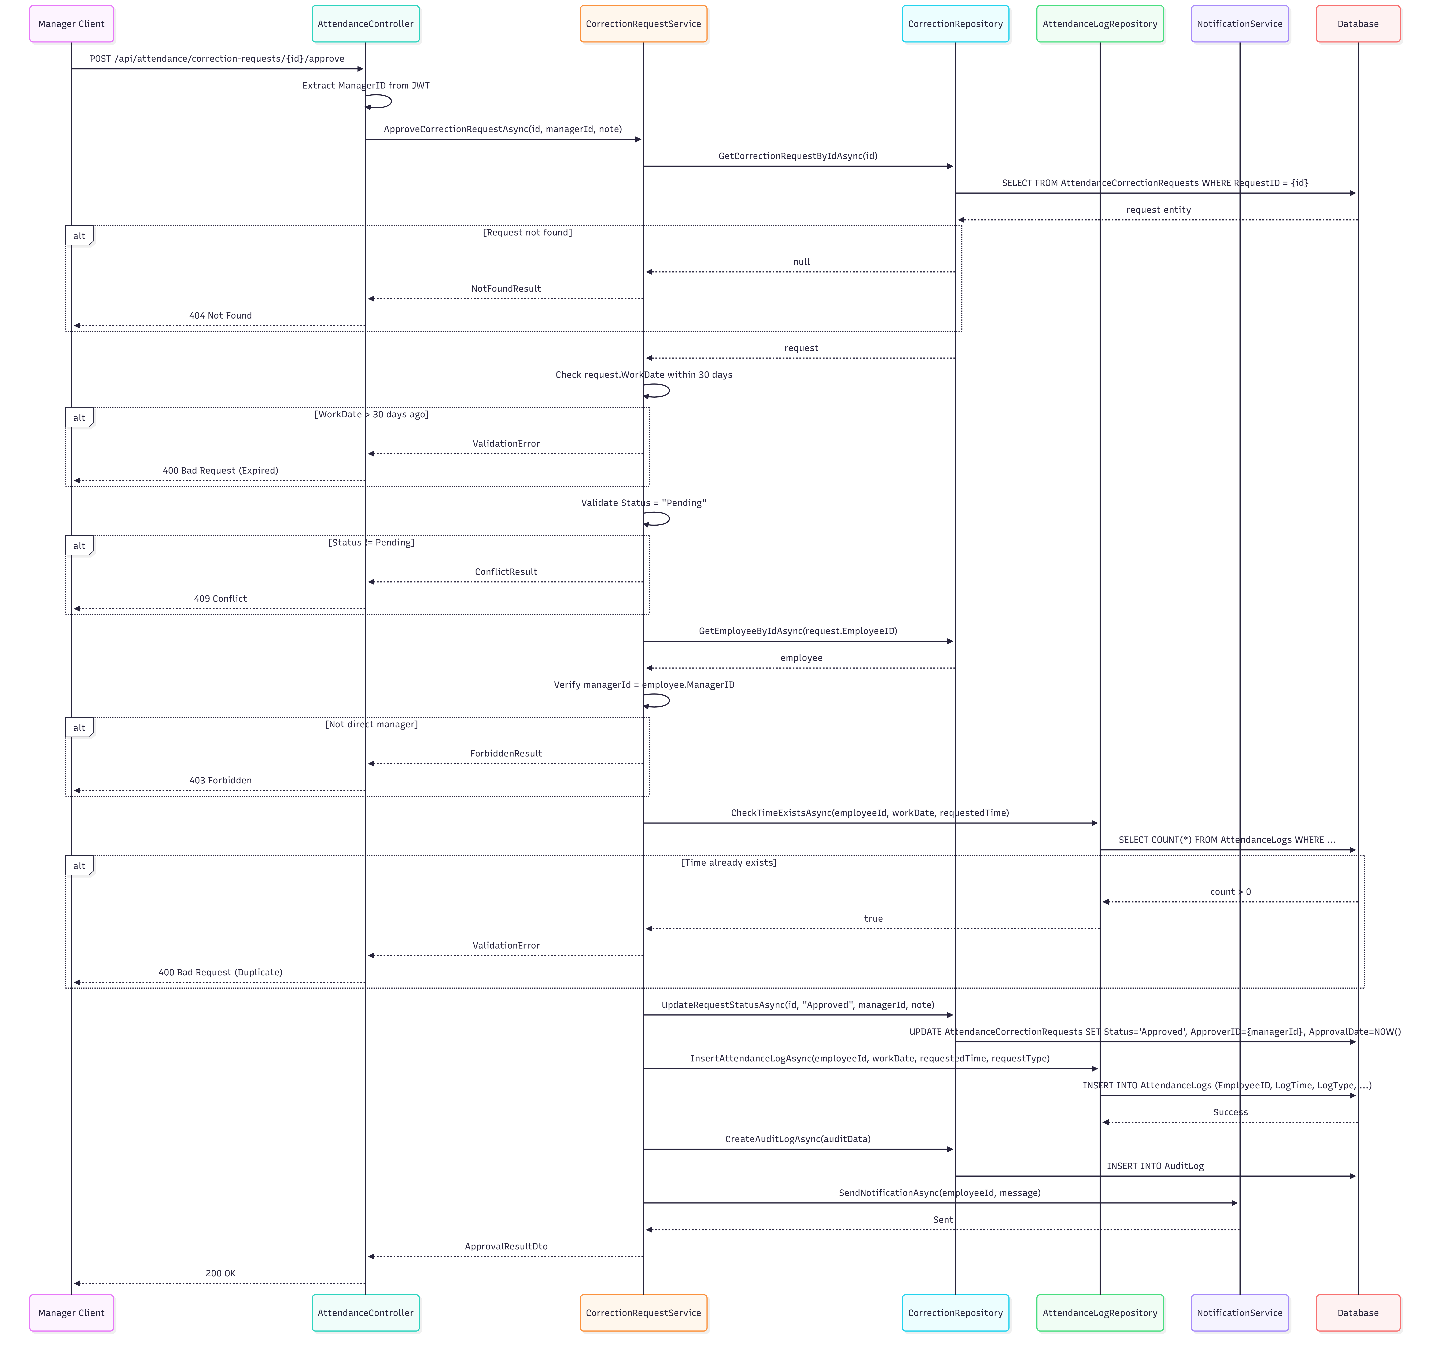 Manager Client
AttendanceController
CorrectionRequestService
CorrectionRepository
AttendanceLogRepository
NotificationService
Database
POST /api/attendance/correction-requests/{id}/approve
Extract ManagerID from JWT
ApproveCorrectionRequestAsync(id, managerId, note)
GetCorrectionRequestByIdAsync(id)
SELECT FROM AttendanceCorrectionRequests WHERE RequestID = {id}
request entity
alt
[Request not found]
null
NotFoundResult
404 Not Found
request
Check request.WorkDate within 30 days
alt
[WorkDate > 30 days ago]
ValidationError
400 Bad Request (Expired)
Validate Status = "Pending"
alt
[Status != Pending]
ConflictResult
409 Conflict
GetEmployeeByIdAsync(request.EmployeeID)
employee
Verify managerId = employee.ManagerID
alt
[Not direct manager]
ForbiddenResult
403 Forbidden
CheckTimeExistsAsync(employeeId, workDate, requestedTime)
SELECT COUNT(*) FROM AttendanceLogs WHERE ...
alt
[Time already exists]
count > 0
true
ValidationError
400 Bad Request (Duplicate)
UpdateRequestStatusAsync(id, "Approved", managerId, note)
UPDATE AttendanceCorrectionRequests SET Status='Approved', ApproverID={managerId}, ApprovalDate=NOW()
InsertAttendanceLogAsync(employeeId, workDate, requestedTime, requestType)
INSERT INTO AttendanceLogs (EmployeeID, LogTime, LogType, ...)
Success
CreateAuditLogAsync(auditData)
INSERT INTO AuditLog
SendNotificationAsync(employeeId, message)
Sent
ApprovalResultDto
200 OK
Manager Client
AttendanceController
CorrectionRequestService
CorrectionRepository
AttendanceLogRepository
NotificationService
Database